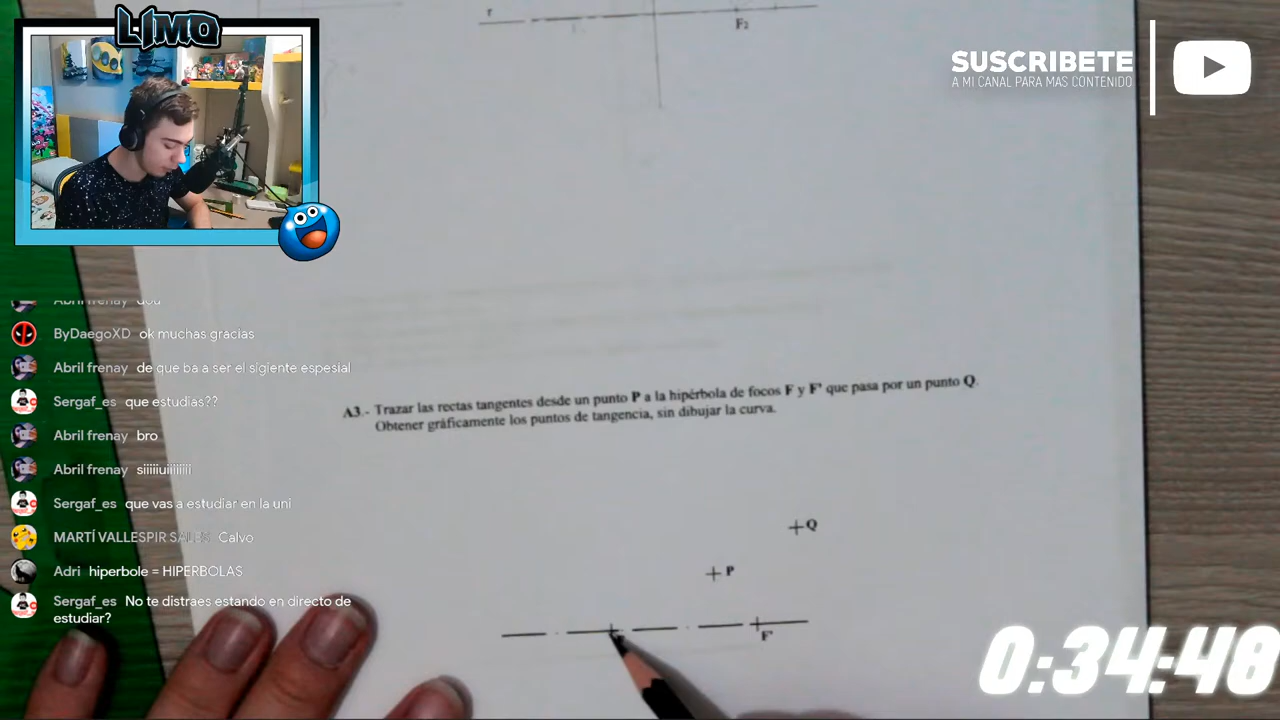 LIMO
SUSCRIBETE
A MI CANAL PARA MAS CONTENIDO
r
F₂
Abril frenay
ByDaegoXD ok muchas gracias
Abril frenay de que ba a ser el sigiente espesial
Sergaf_es que estudias??
Abril frenay bro
Abril frenay siiiiiuiiiiiiii
Sergaf_es que vas a estudiar en la uni
MARTÍ VALLESPIR Calvo
Adri hiperbole = HIPERBOLAS
Sergaf_es No te distraes estando en directo de
estudiar?
A3.- Trazar las rectas tangentes desde un punto P a la hipérbola de focos F y F' que pasa por un punto Q.
Obtener gráficamente los puntos de tangencia, sin dibujar la curva.
Q
P
F'
0:34:48